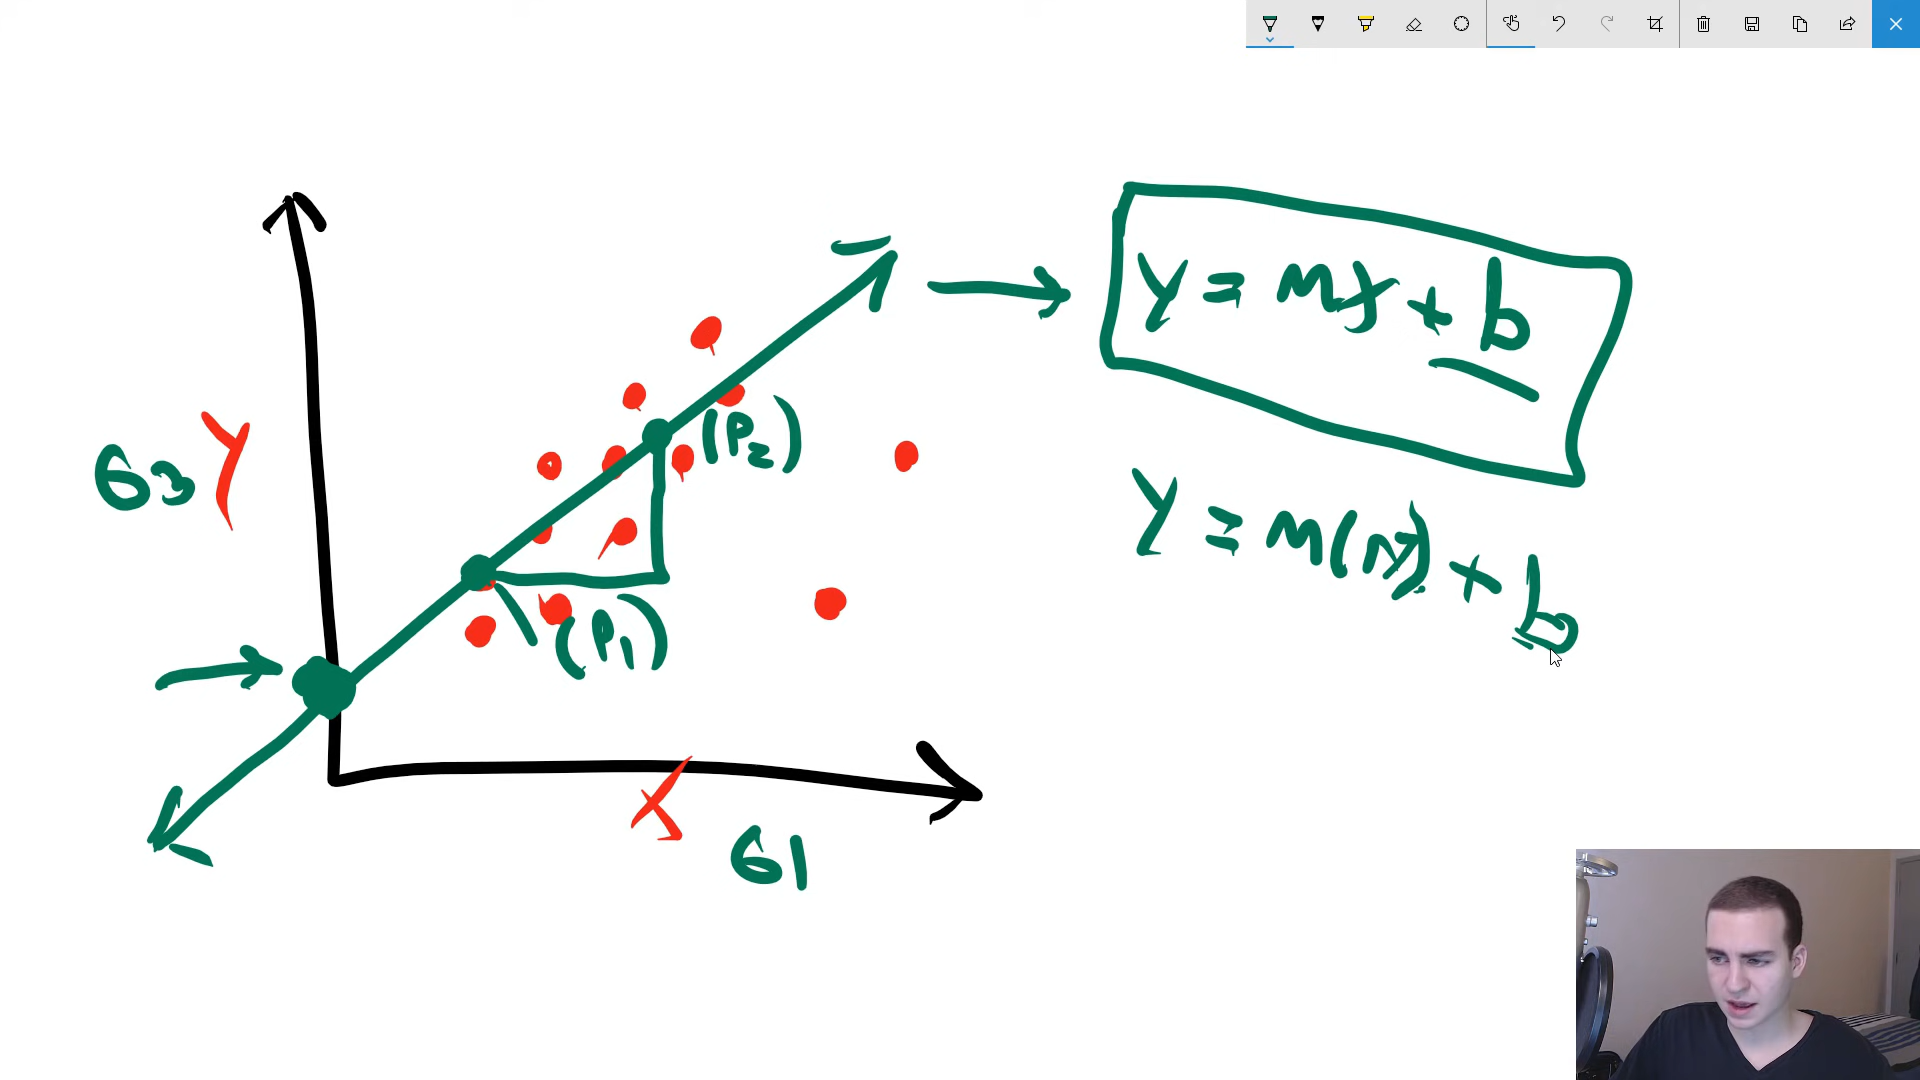 y = mx + b
(P2)
G3 Y
y = m( ) + b
(P1)
X
G1